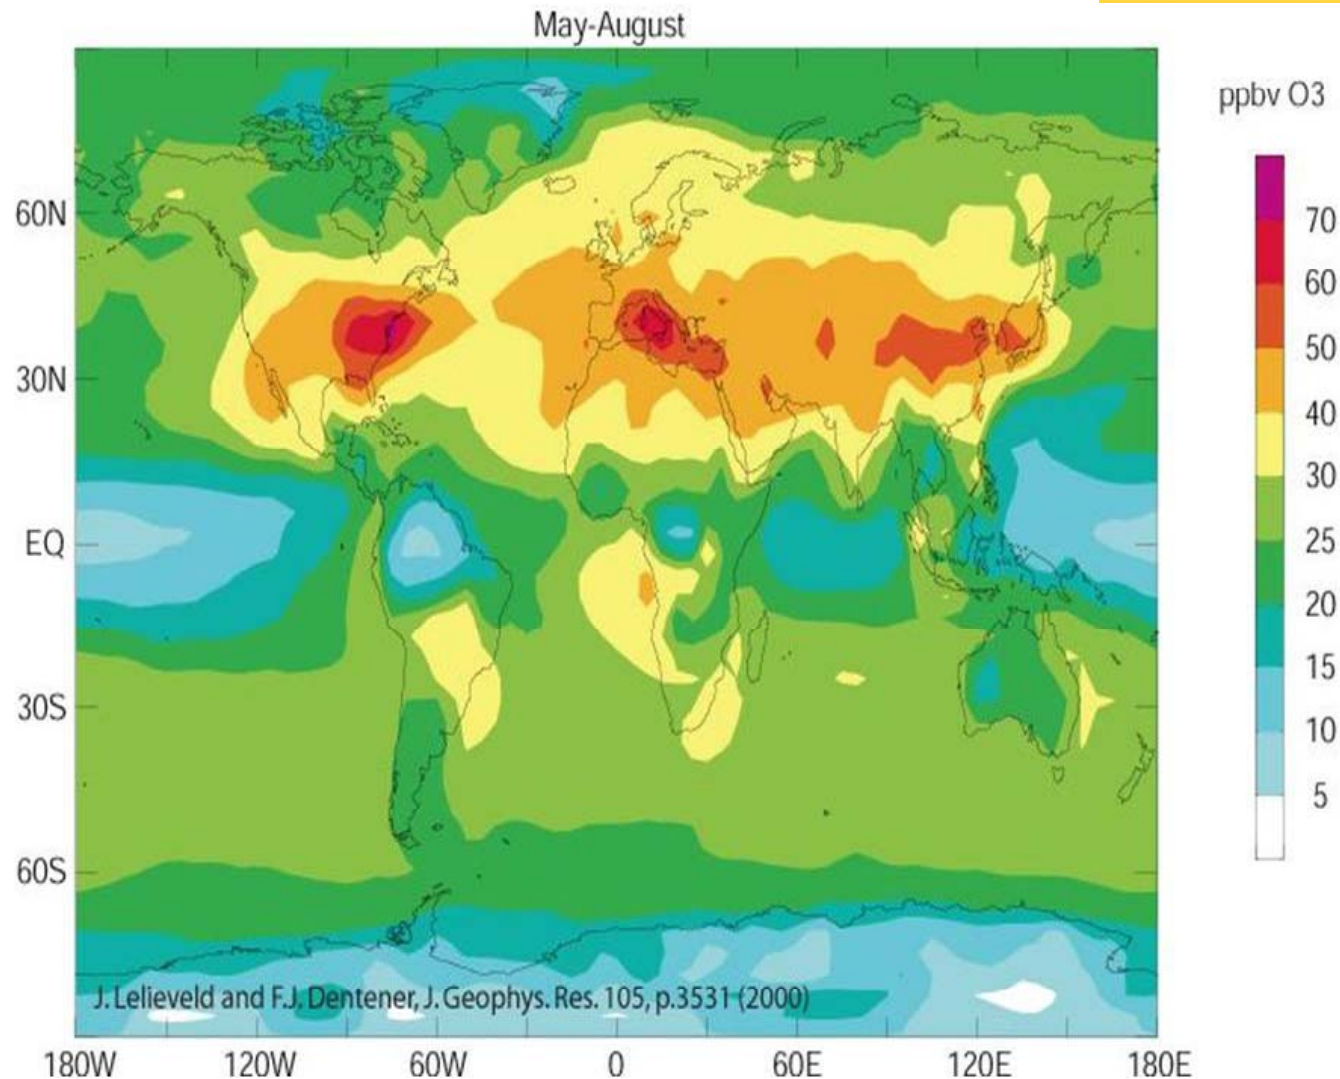 May-August
ppbv O3
70
60
50
40
30
25
20
15
10
5
60N
30N
EQ
30S
60S
J. Lelieveld and F.J. Dentener, J. Geophys. Res. 105, p.3531 (2000)
180W 120W 60W 0 60E 120E 180E